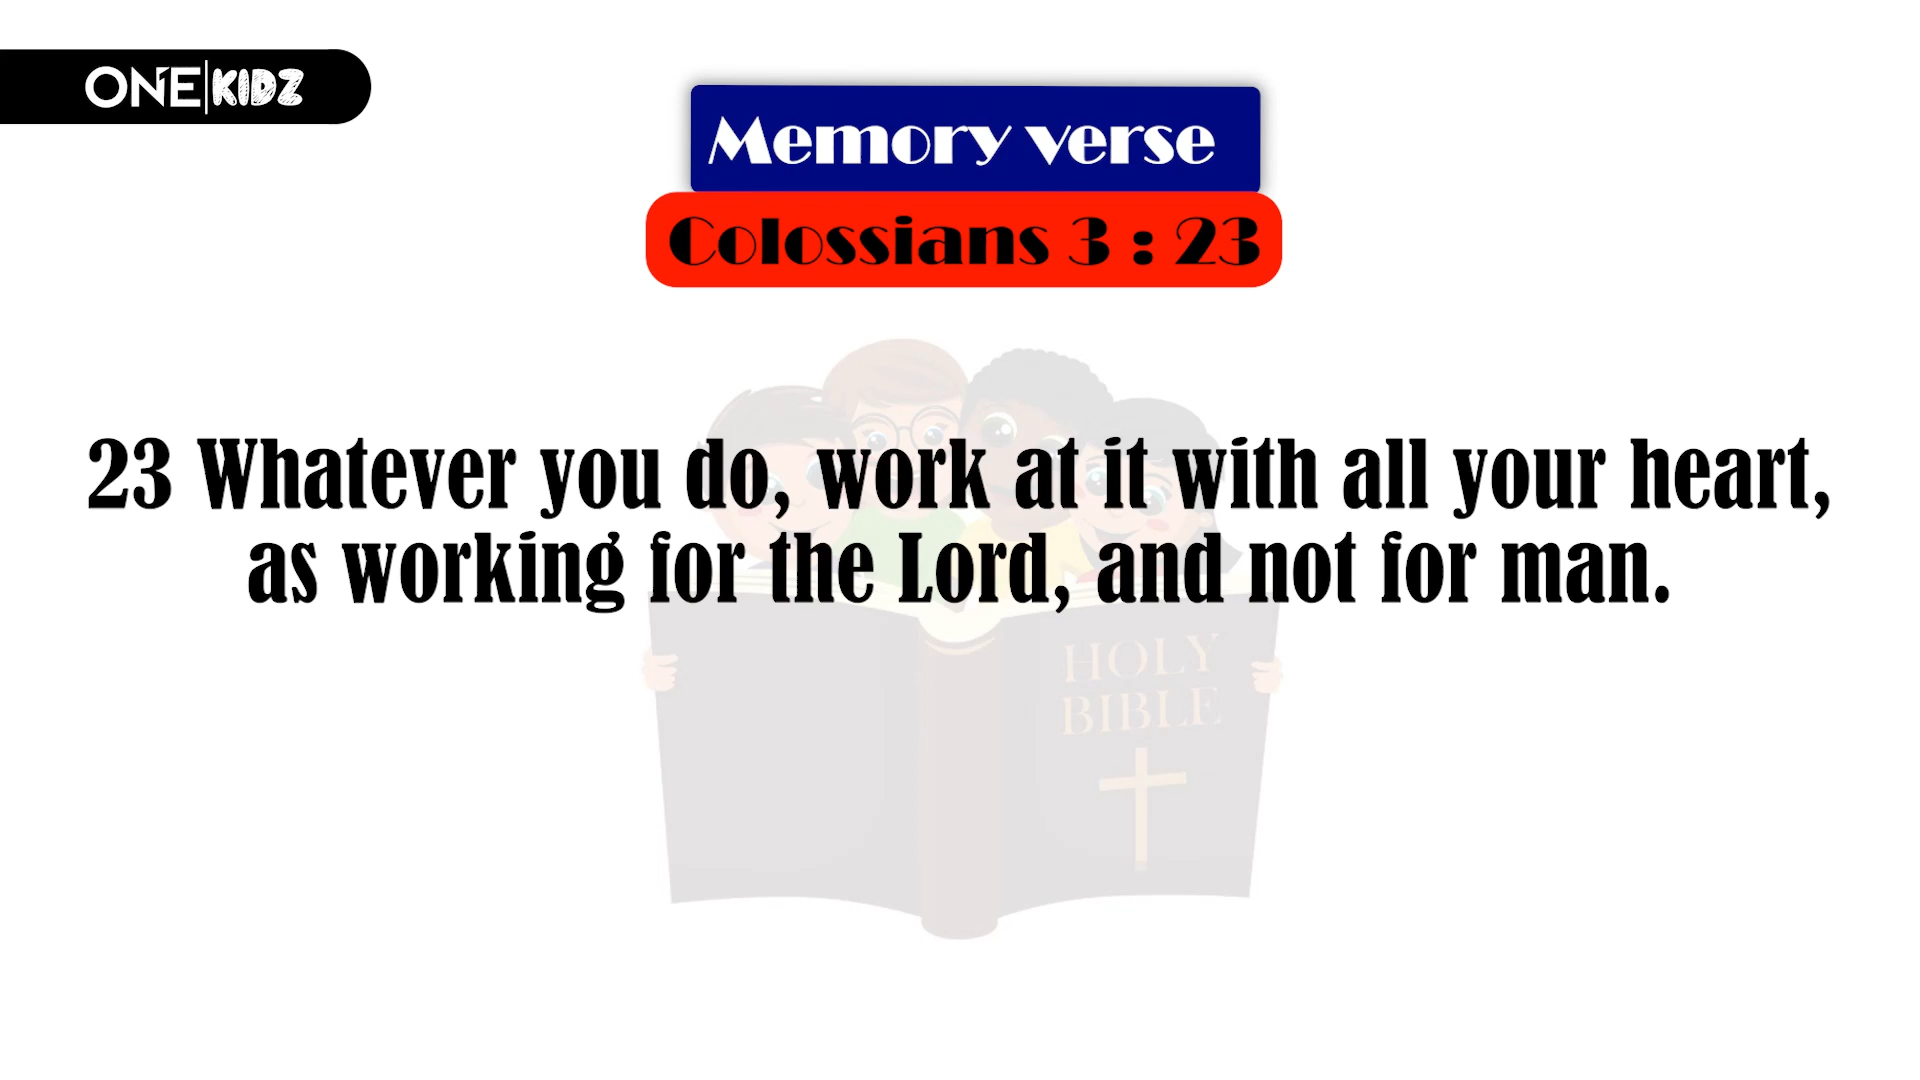 ONE|KIDZ
Memory verse
Colossians 3 : 23
23 Whatever you do, work at it with all your heart,
as working for the Lord, and not for man.
HOLY
BIBLE